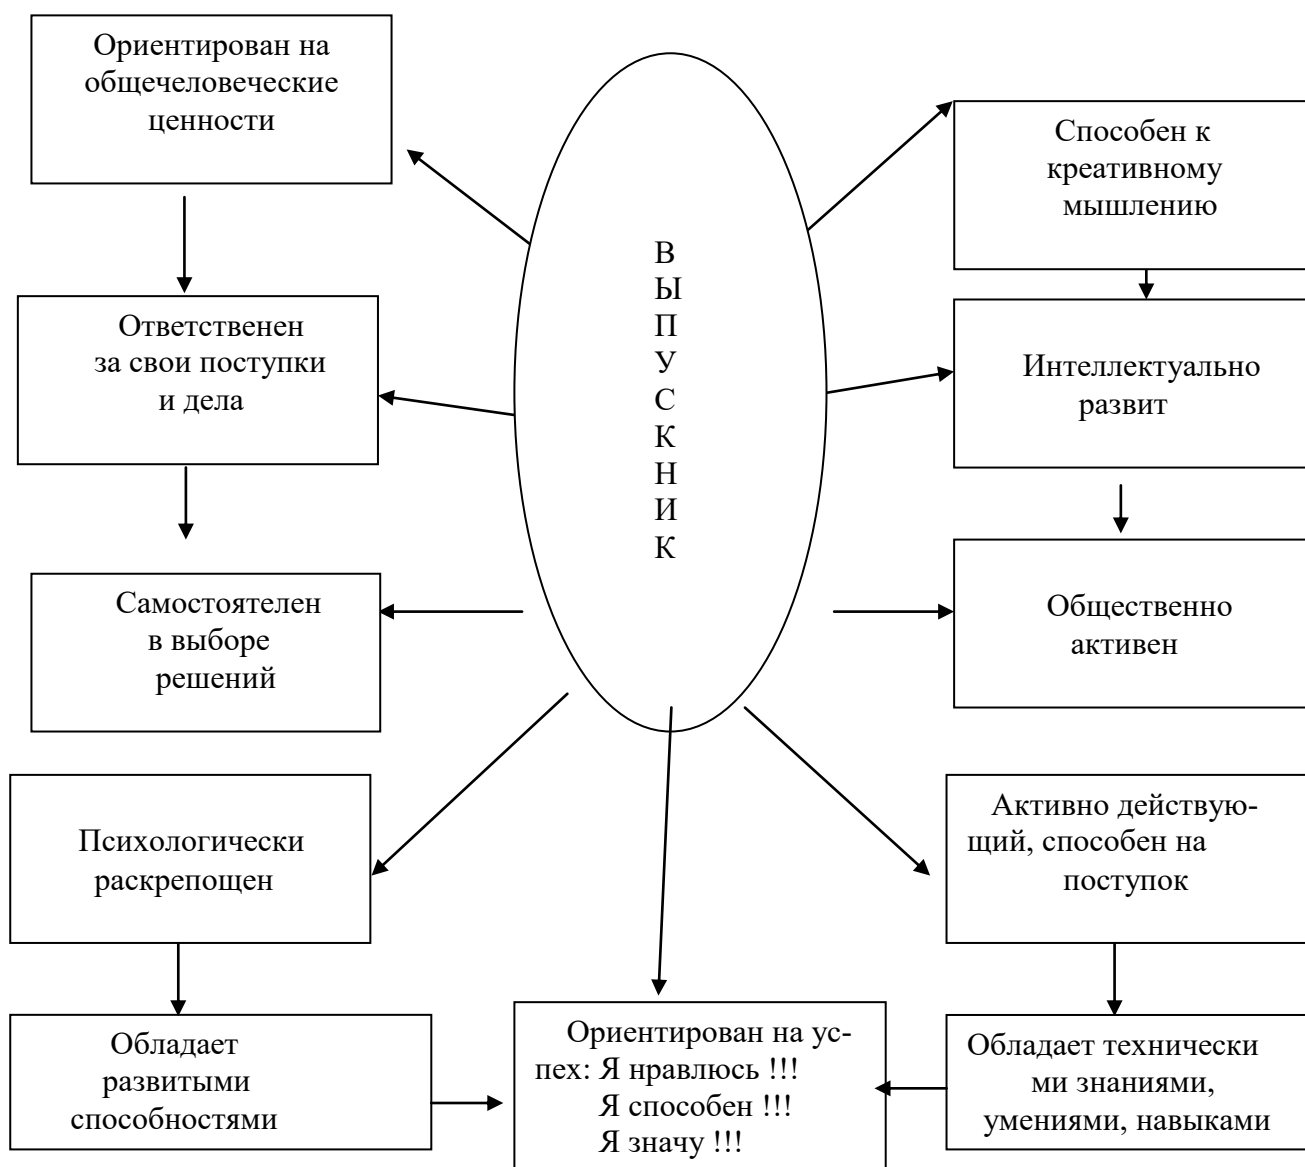 Ориентирован на
общечеловеческие
ценности
Способен к
креативному
мышлению
В
Ы
П
У
С
К
Н
И
К
Ответственен
за свои поступки
и дела
Интеллектуально
развит
Самостоятелен
в выборе
решений
Общественно
активен
Психологически
раскрепощен
Активно действую-
щий, способен на
поступок
Обладает
развитыми
способностями
Ориентирован на ус-
пех: Я нравлюсь !!!
Я способен !!!
Я значу !!!
Обладает технически
ми знаниями,
умениями, навыками